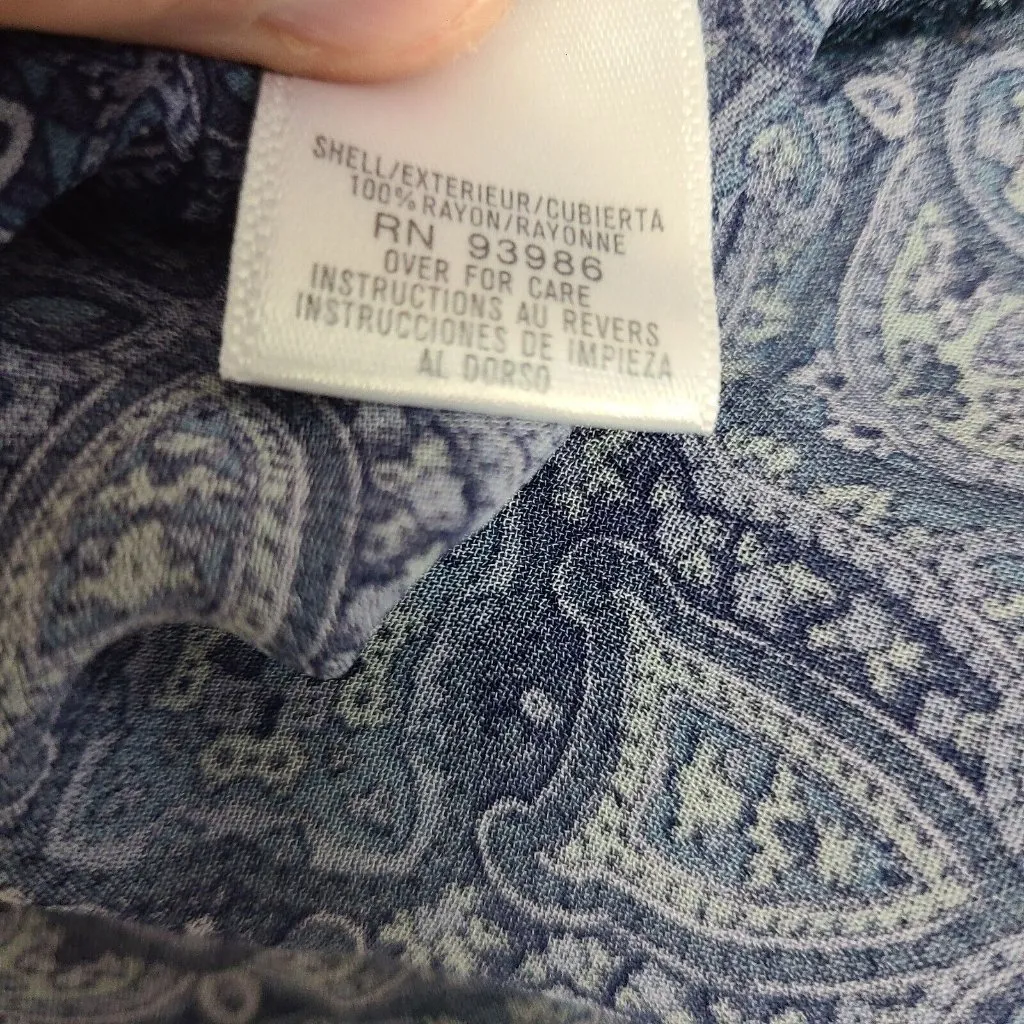 SHELL/EXTERIEUR/CUBIERTA
100% RAYON/RAYONNE
RN 93986
OVER FOR CARE
INSTRUCTIONS AU REVERS
INSTRUCCIONES DE IMPIEZA
AL DORSO